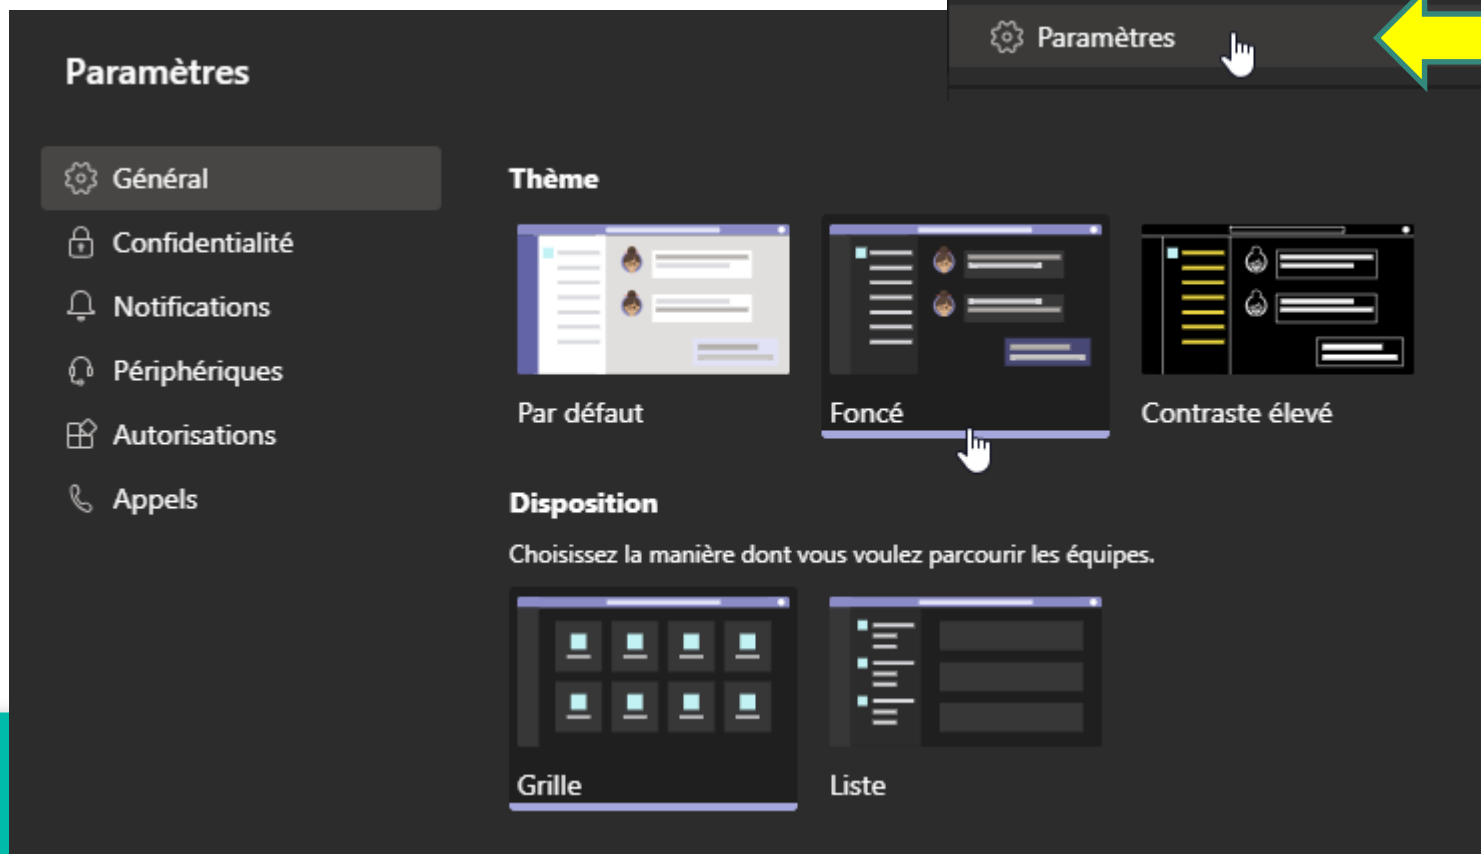 Paramètres
Paramètres
Général
Confidentialité
Notifications
Périphériques
Autorisations
Appels
Thème
Par défaut
Foncé
Contraste élevé
Disposition
Choisissez la manière dont vous voulez parcourir les équipes.
Grille
Liste